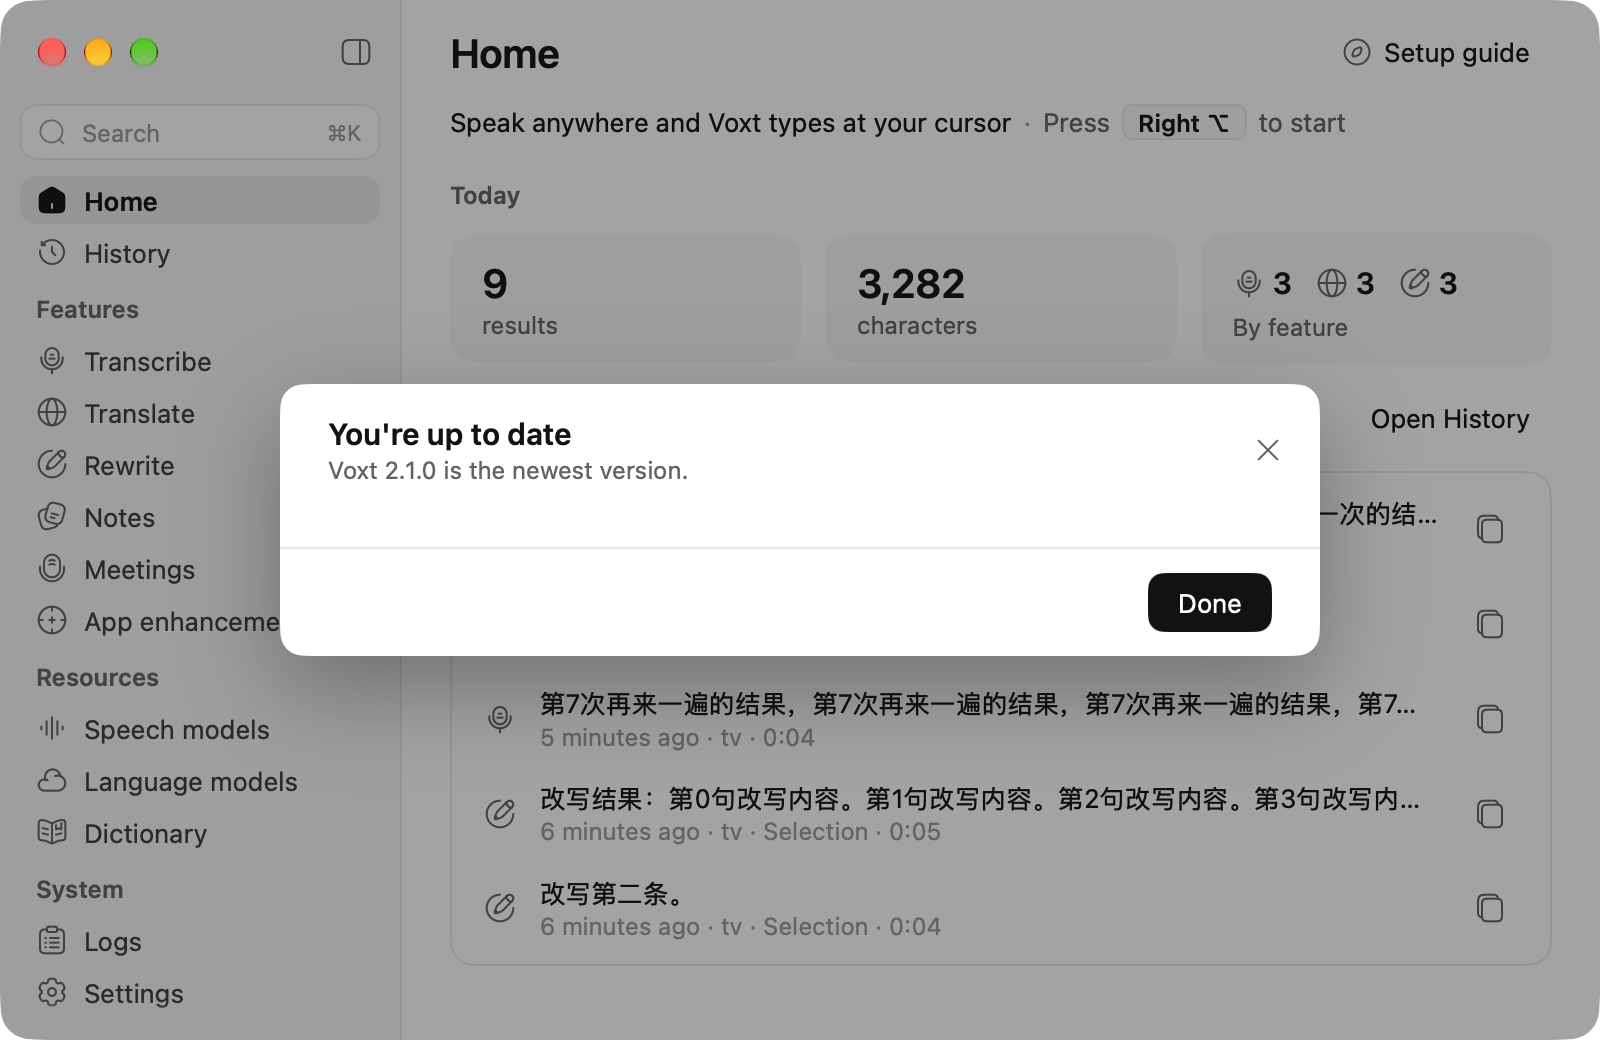 Home
Setup guide
Search ⌘K
Speak anywhere and Voxt types at your cursor · Press Right ⌥ to start
Home
History
Features
Transcribe
Translate
Rewrite
Notes
Meetings
App enhanceme
Resources
Speech models
Language models
Dictionary
System
Logs
Settings
Today
9
results
3,282
characters
3 3 3
By feature
Open History
You're up to date
Voxt 2.1.0 is the newest version.
Done
一次的结...
第7次再来一遍的结果，第7次再来一遍的结果，第7次再来一遍的结果，第7...
5 minutes ago · tv · 0:04
改写结果：第0句改写内容。第1句改写内容。第2句改写内容。第3句改写内...
6 minutes ago · tv · Selection · 0:05
改写第二条。
6 minutes ago · tv · Selection · 0:04